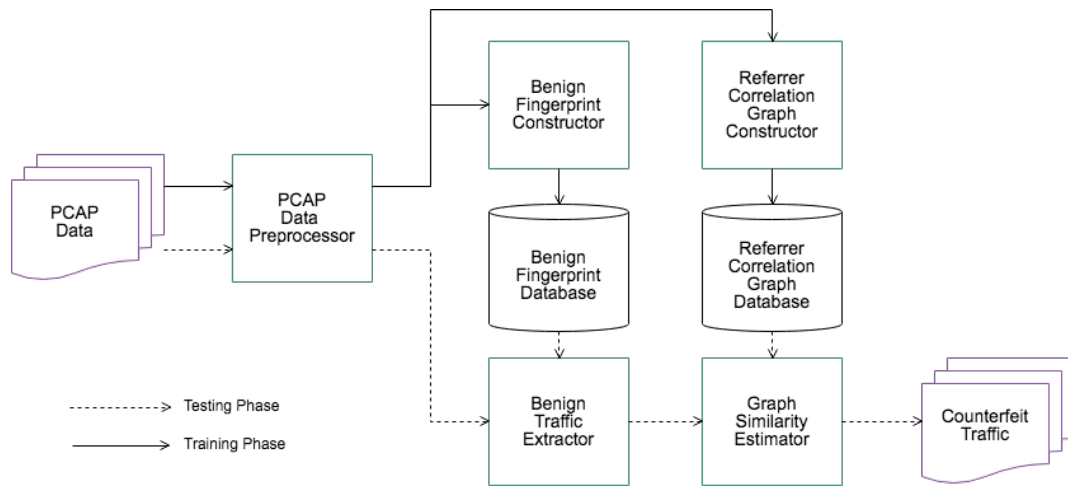 Benign
Fingerprint
Constructor
Referrer
Correlation
Graph
Constructor
PCAP
Data
PCAP
Data
Preprocessor
Benign
Fingerprint
Database
Referrer
Correlation
Graph
Database
Testing Phase
Training Phase
Benign
Traffic
Extractor
Graph
Similarity
Estimator
Counterfeit
Traffic